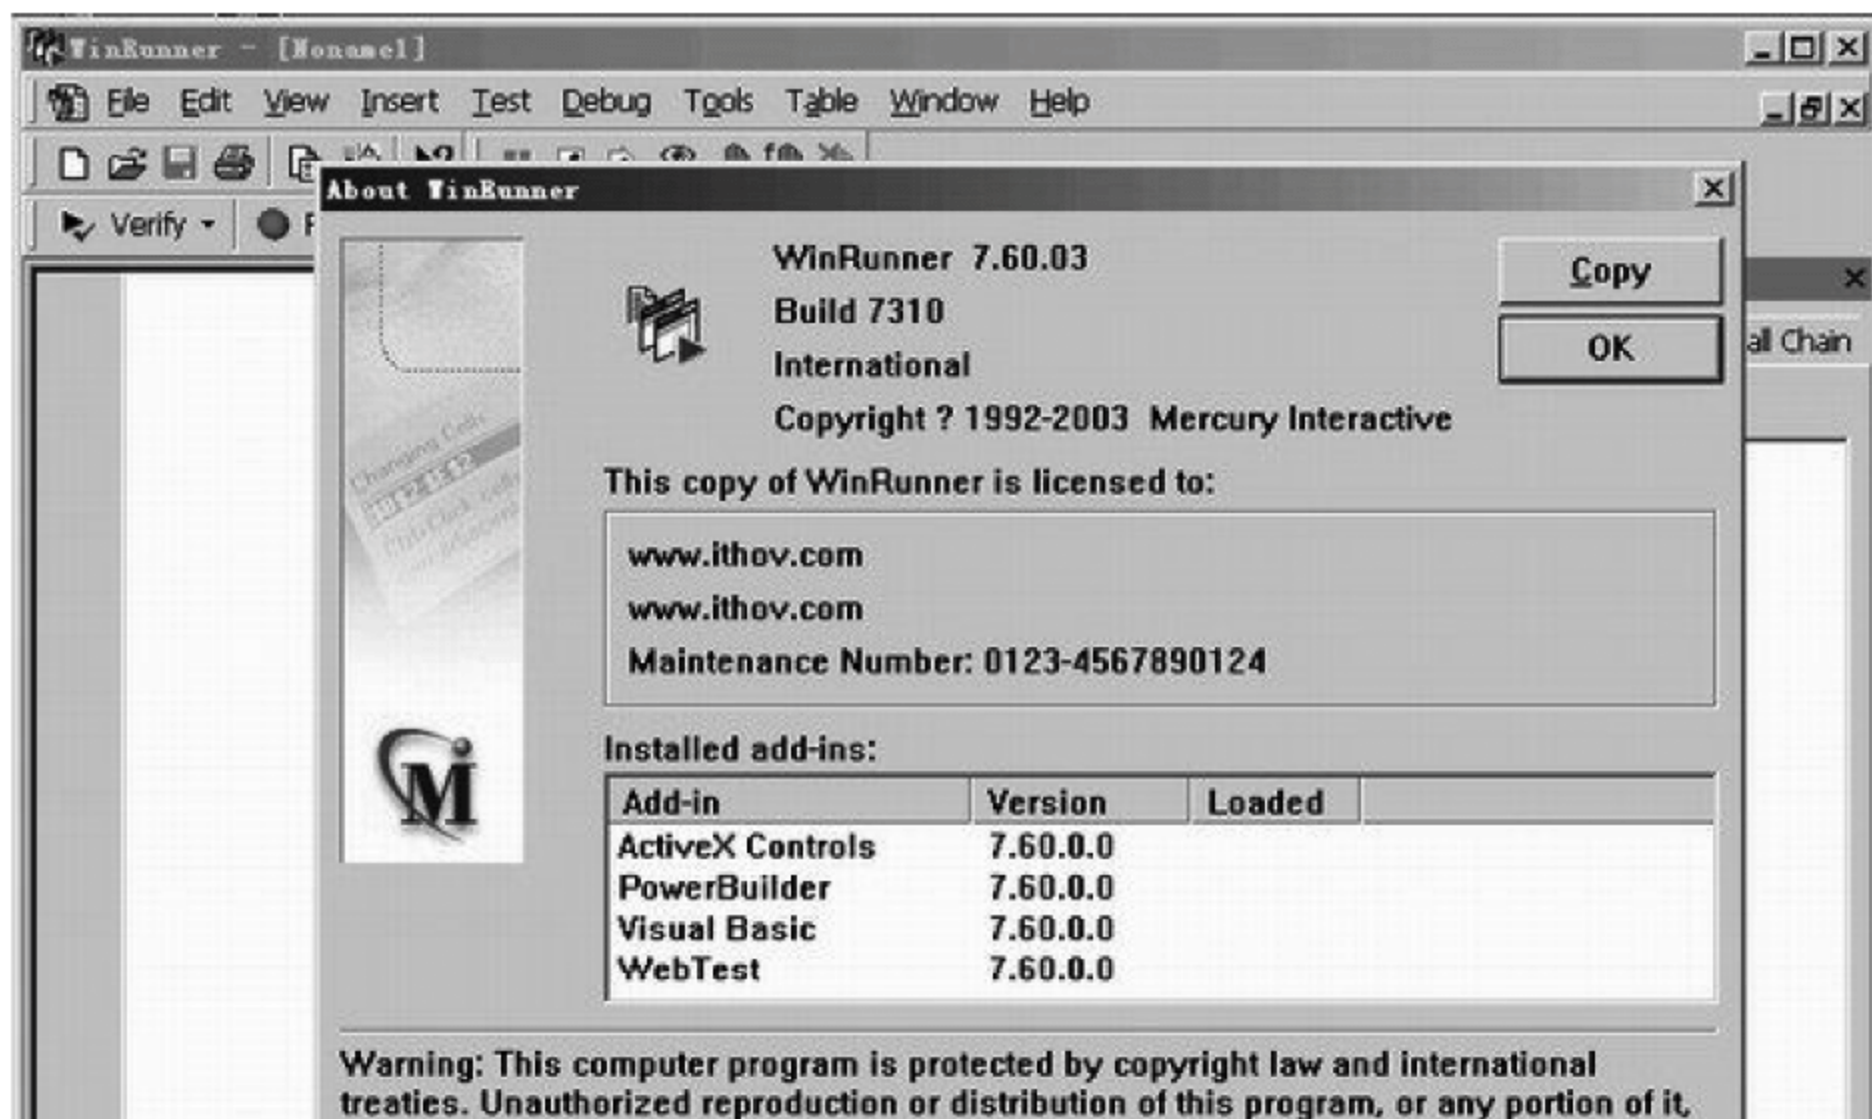 WinRunner - [Noname1]
File Edit View Insert Test Debug Tools Table Window Help
About WinRunner
Verify
WinRunner 7.60.03
Copy
Build 7310
International
OK
all Chain
Copyright ? 1992-2003 Mercury Interactive
This copy of WinRunner is licensed to:
www.ithov.com
www.ithov.com
Maintenance Number: 0123-4567890124
Changing Cells
Installed add-ins:
Add-in Version Loaded
ActiveX Controls 7.60.0.0
PowerBuilder 7.60.0.0
Visual Basic 7.60.0.0
WebTest 7.60.0.0
M
Warning: This computer program is protected by copyright law and international
treaties. Unauthorized reproduction or distribution of this program, or any portion of it,